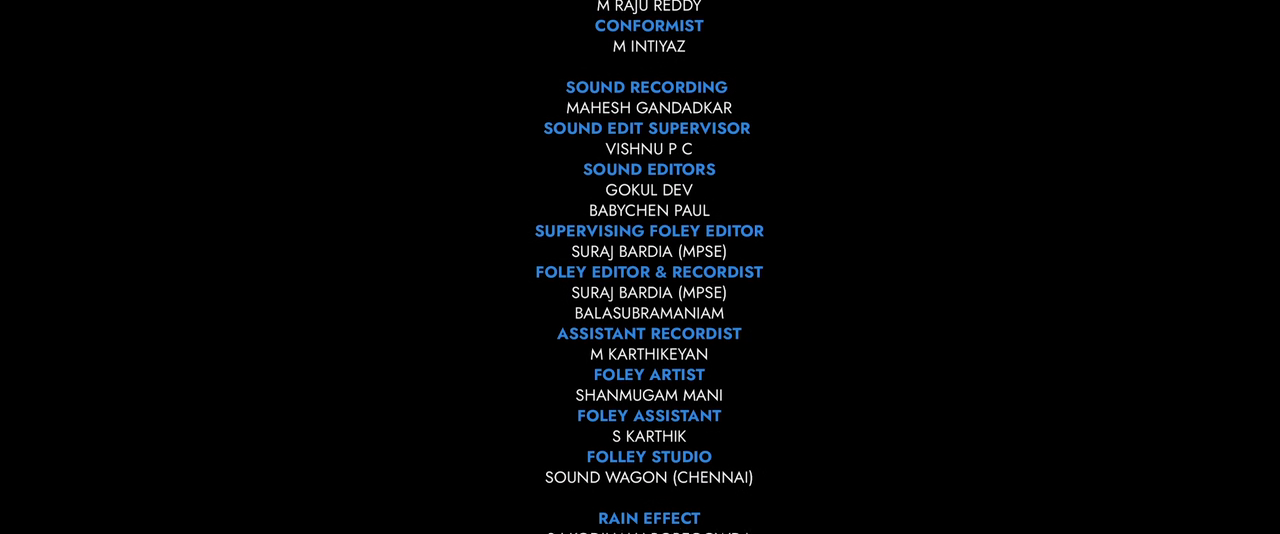 M RAJU REDDY
CONFORMIST
M INTIYAZ
SOUND RECORDING
MAHESH GANDADKAR
SOUND EDIT SUPERVISOR
VISHNU P C
SOUND EDITORS
GOKUL DEV
BABYCHEN PAUL
SUPERVISING FOLEY EDITOR
SURAJ BARDIA (MPSE)
FOLEY EDITOR & RECORDIST
SURAJ BARDIA (MPSE)
BALASUBRAMANIAM
ASSISTANT RECORDIST
M KARTHIKEYAN
FOLEY ARTIST
SHANMUGAM MANI
FOLEY ASSISTANT
S KARTHIK
FOLLEY STUDIO
SOUND WAGON (CHENNAI)
RAIN EFFECT